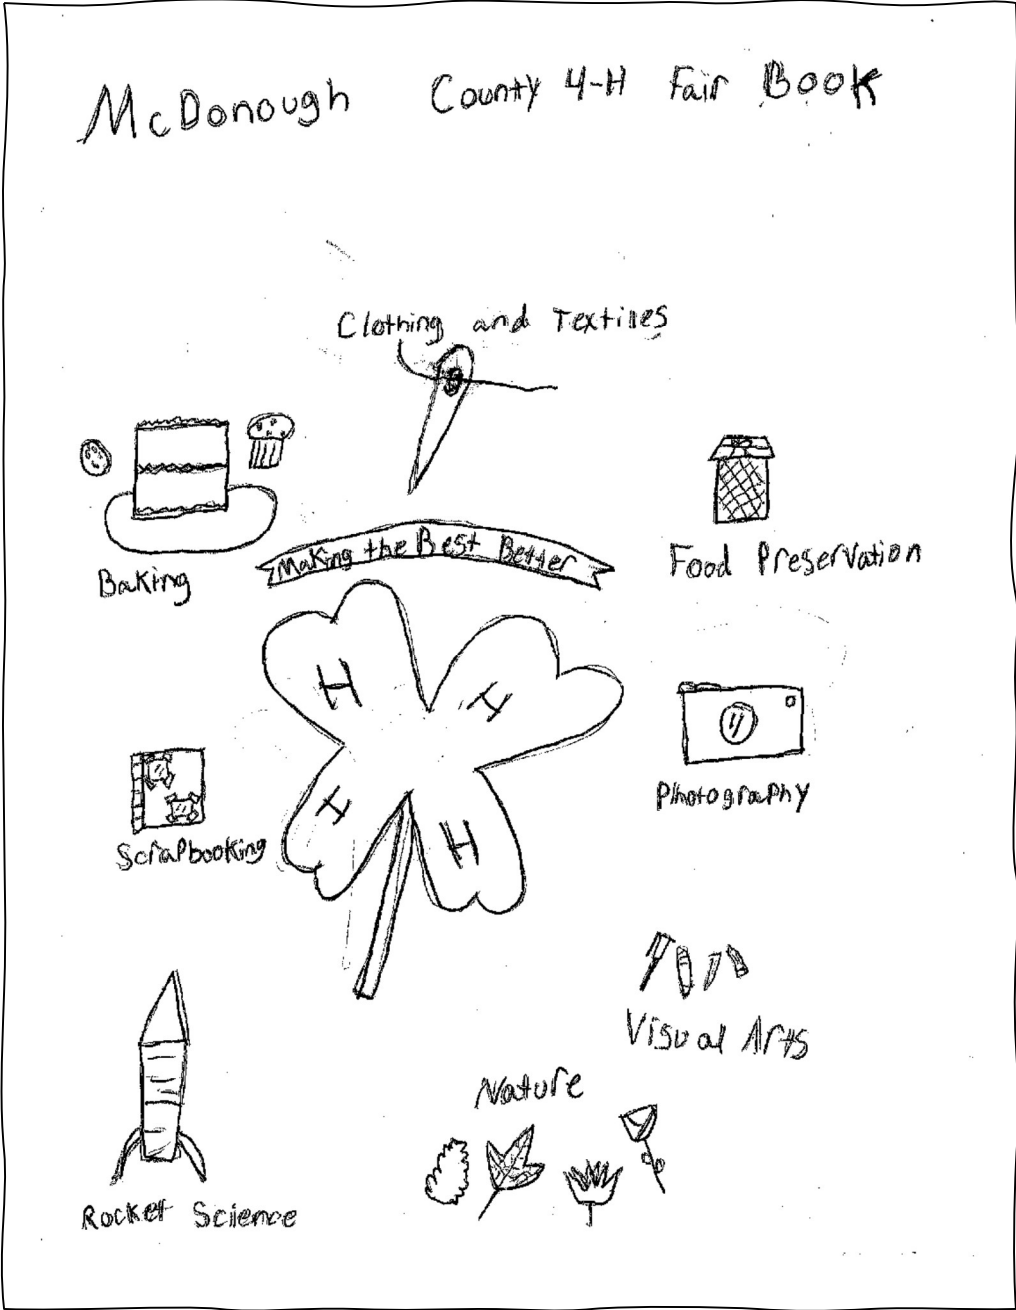 McDonough County 4-H Fair Book
Clothing and Textiles
Baking
Making the Best Better
Food Preservation
H H
H H
Scrapbooking
Photography
Visual Arts
Nature
Rocket Science